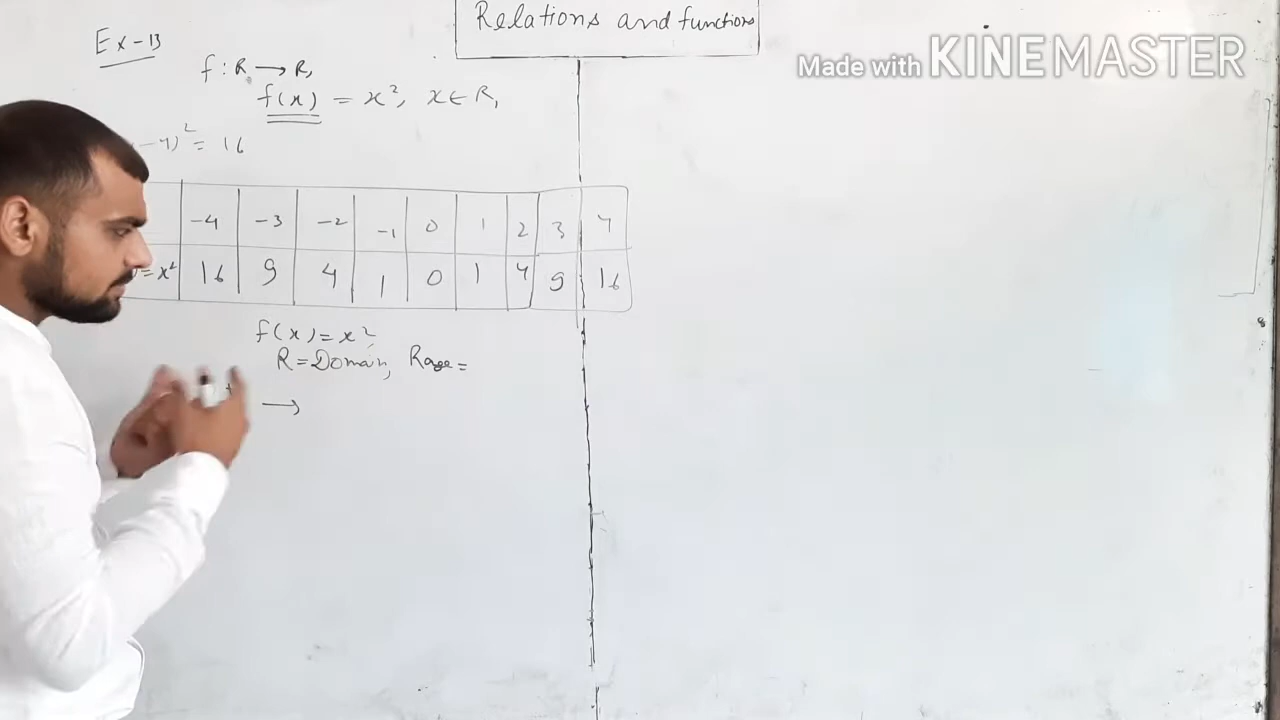 Relations and functions
Made with KINEMASTER
Ex-13
f : R → R,
f(x) = x², x ∈ R,
-4)² = 16
-4 -3 -2 -1 0 1 2 3 4
= x² 16 9 4 1 0 1 4 9 16
f(x) = x²,
R = Domain, Rage =
→